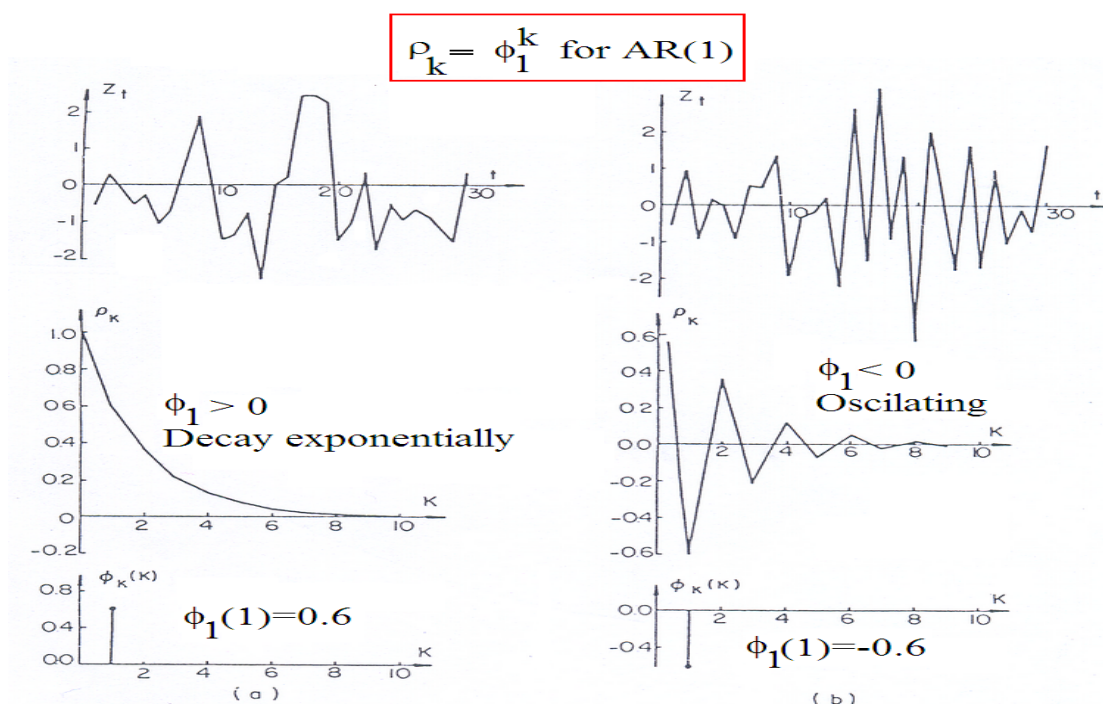 ρk = ϕ1^k for AR(1)
Zt
2
1
0
-1
-2
10
20
30
t
Zt
2
1
0
-1
-2
10
30
t
ρK
1.0
0.8
0.6
0.4
0.2
0
-0.2
2
4
6
8
10
K
ϕ1 > 0
Decay exponentially
ρK
0.6
0.4
0.2
0.0
-0.2
-0.4
-0.6
2
4
6
8
10
K
ϕ1 < 0
Oscilating
ϕK(K)
0.8
0.4
0.0
2
4
6
8
10
K
ϕ1(1)=0.6
(a)
ϕK(K)
0.0
-0.4
2
4
6
8
10
K
ϕ1(1)=-0.6
(b)